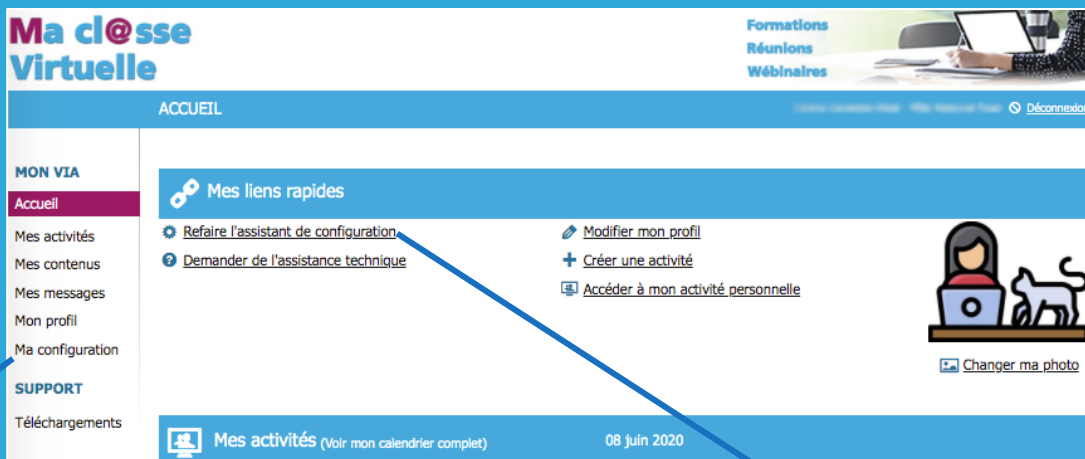 Ma cl@sse
Virtuelle
Formations
Réunions
Wébinaires
ACCUEIL
Déconnexion
MON VIA
Accueil
Mes activités
Mes contenus
Mes messages
Mon profil
Ma configuration
SUPPORT
Téléchargements
Mes liens rapides
Refaire l'assistant de configuration
Demander de l'assistance technique
Modifier mon profil
Créer une activité
Accéder à mon activité personnelle
Changer ma photo
Mes activités (Voir mon calendrier complet)
08 juin 2020